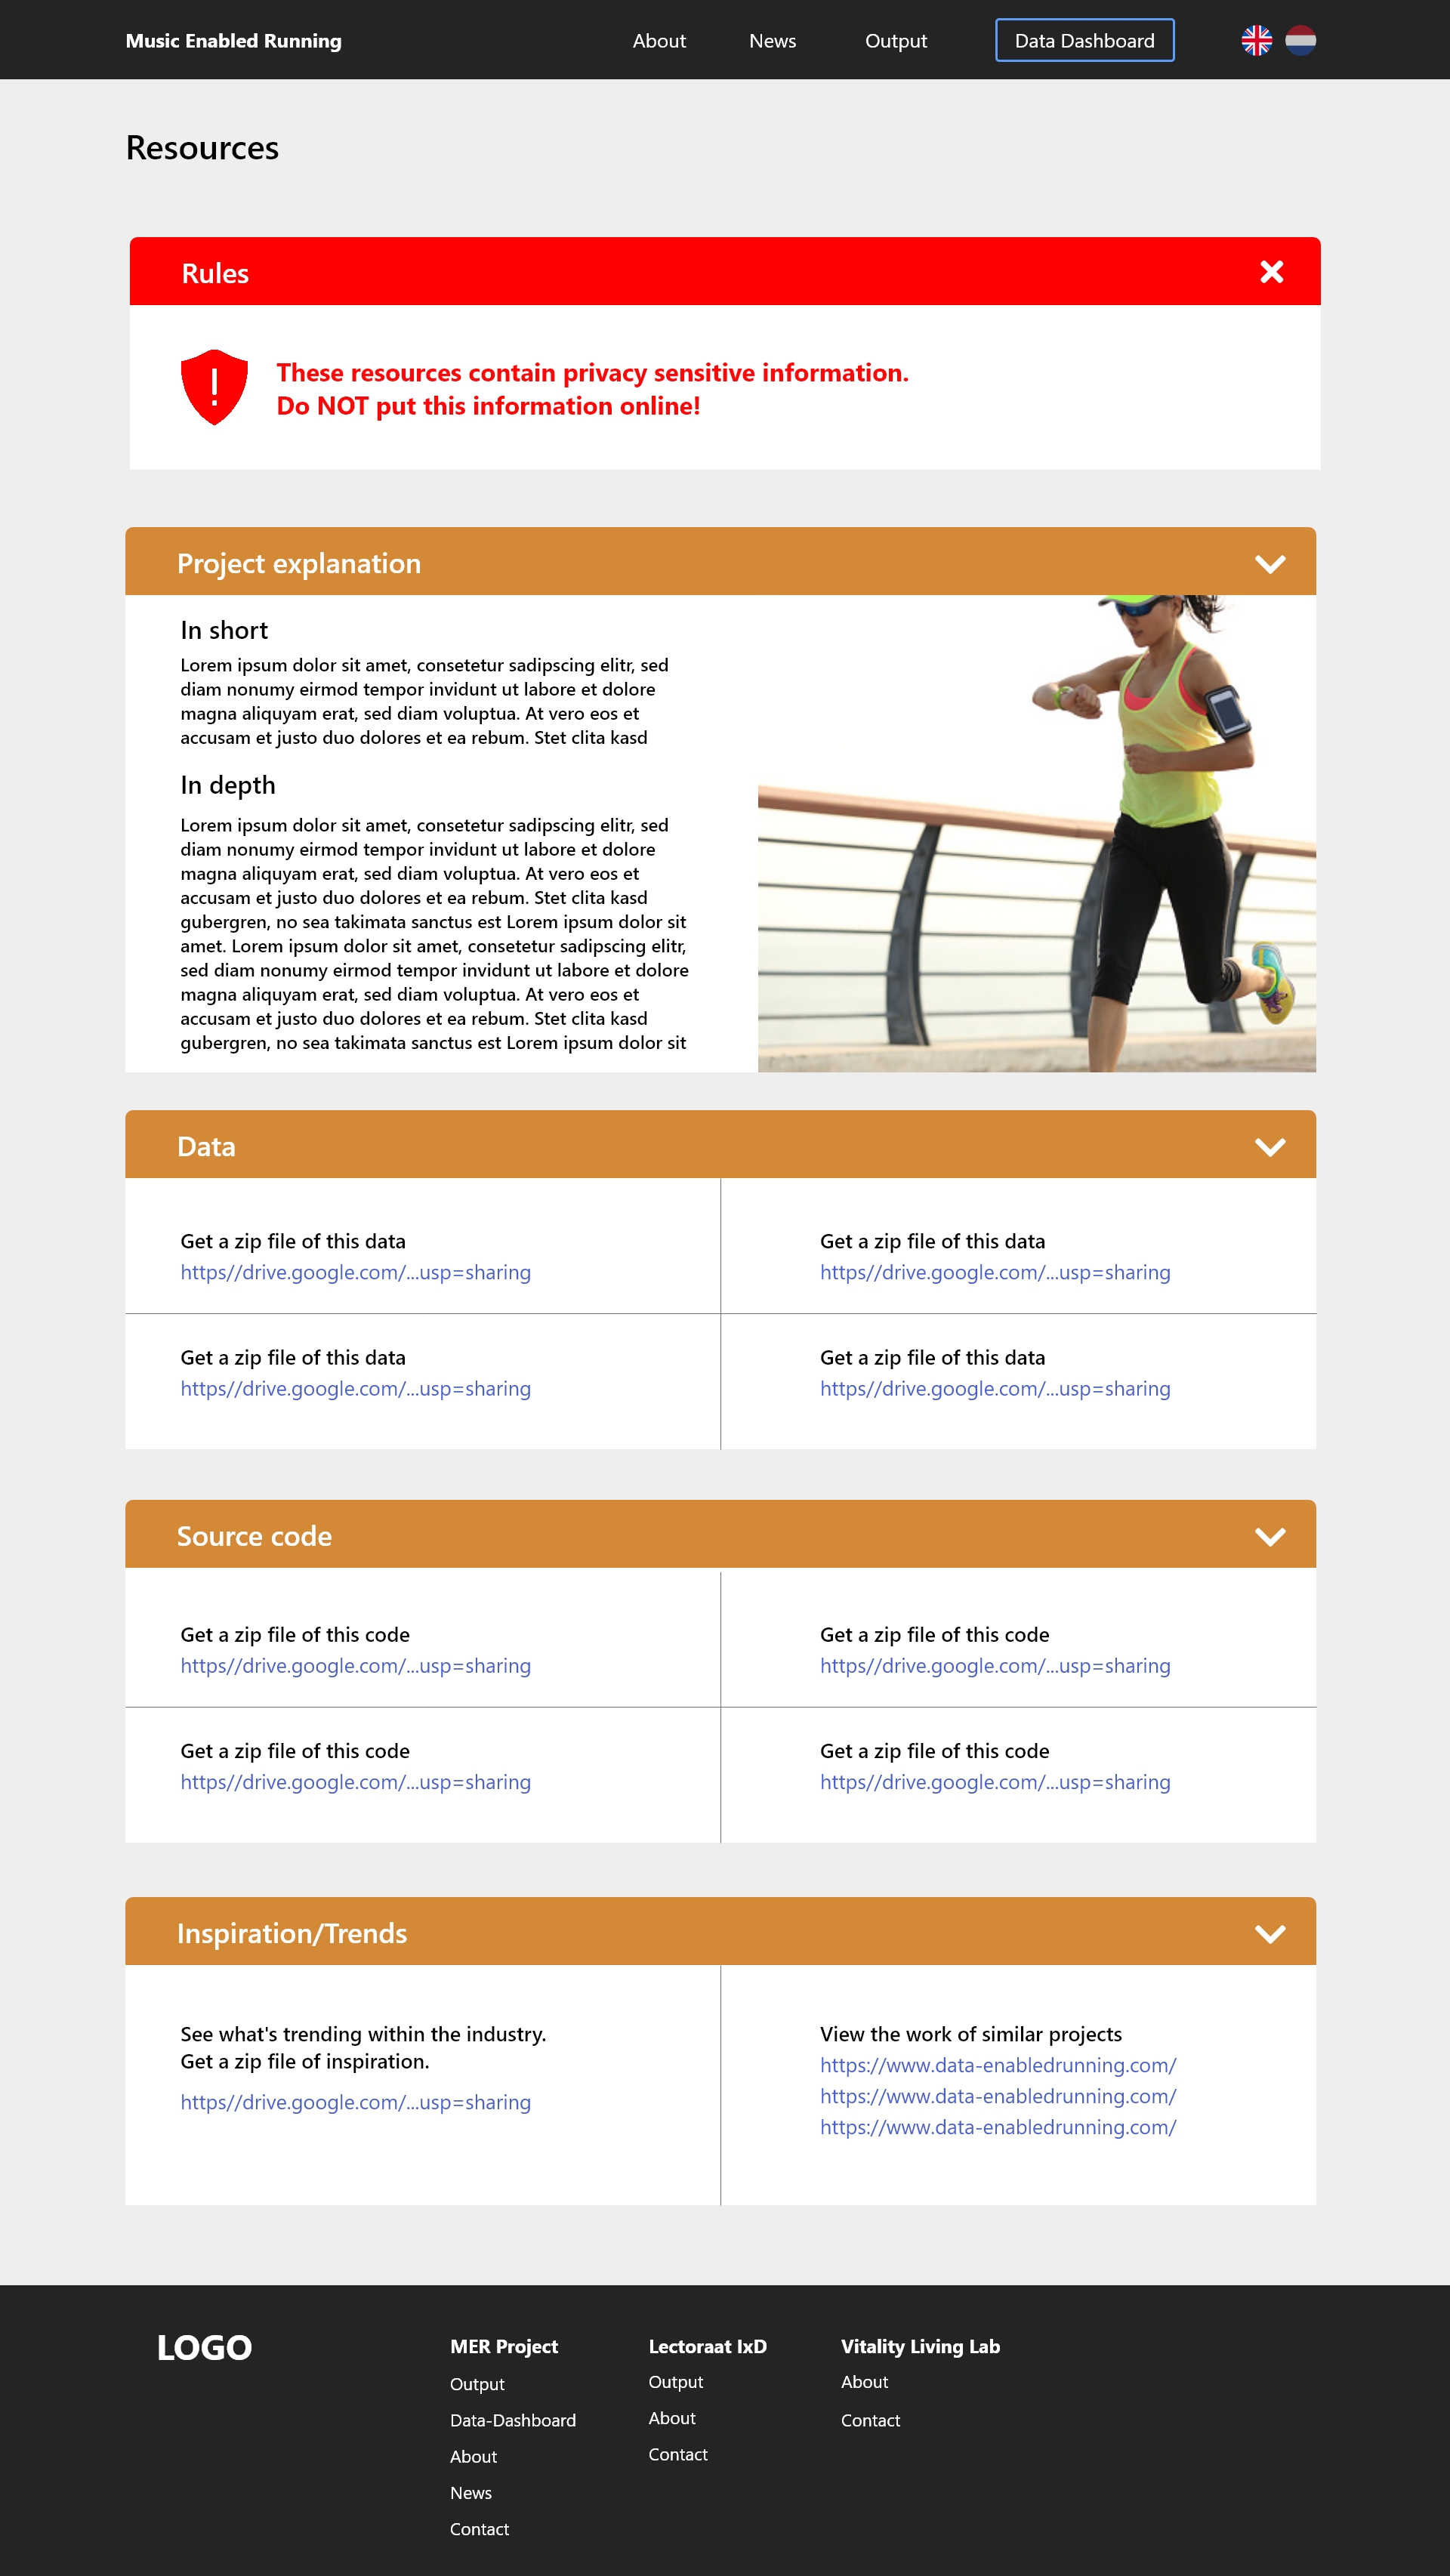 Music Enabled Running
About
News
Output
Data Dashboard
Resources
Rules
These resources contain privacy sensitive information.
Do NOT put this information online!
Project explanation
In short
Lorem ipsum dolor sit amet, consetetur sadipscing elitr, sed
diam nonumy eirmod tempor invidunt ut labore et dolore
magna aliquyam erat, sed diam voluptua. At vero eos et
accusam et justo duo dolores et ea rebum. Stet clita kasd
In depth
Lorem ipsum dolor sit amet, consetetur sadipscing elitr, sed
diam nonumy eirmod tempor invidunt ut labore et dolore
magna aliquyam erat, sed diam voluptua. At vero eos et
accusam et justo duo dolores et ea rebum. Stet clita kasd
gubergren, no sea takimata sanctus est Lorem ipsum dolor sit
amet. Lorem ipsum dolor sit amet, consetetur sadipscing elitr,
sed diam nonumy eirmod tempor invidunt ut labore et dolore
magna aliquyam erat, sed diam voluptua. At vero eos et
accusam et justo duo dolores et ea rebum. Stet clita kasd
gubergren, no sea takimata sanctus est Lorem ipsum dolor sit
Data
Get a zip file of this data
https//drive.google.com/...usp=sharing
Get a zip file of this data
https//drive.google.com/...usp=sharing
Get a zip file of this data
https//drive.google.com/...usp=sharing
Get a zip file of this data
https//drive.google.com/...usp=sharing
Source code
Get a zip file of this code
https//drive.google.com/...usp=sharing
Get a zip file of this code
https//drive.google.com/...usp=sharing
Get a zip file of this code
https//drive.google.com/...usp=sharing
Get a zip file of this code
https//drive.google.com/...usp=sharing
Inspiration/Trends
See what's trending within the industry.
Get a zip file of inspiration.
https//drive.google.com/...usp=sharing
View the work of similar projects
https://www.data-enabledrunning.com/
https://www.data-enabledrunning.com/
https://www.data-enabledrunning.com/
LOGO
MER Project
Output
Data-Dashboard
About
News
Contact
Lectoraat IxD
Output
About
Contact
Vitality Living Lab
About
Contact